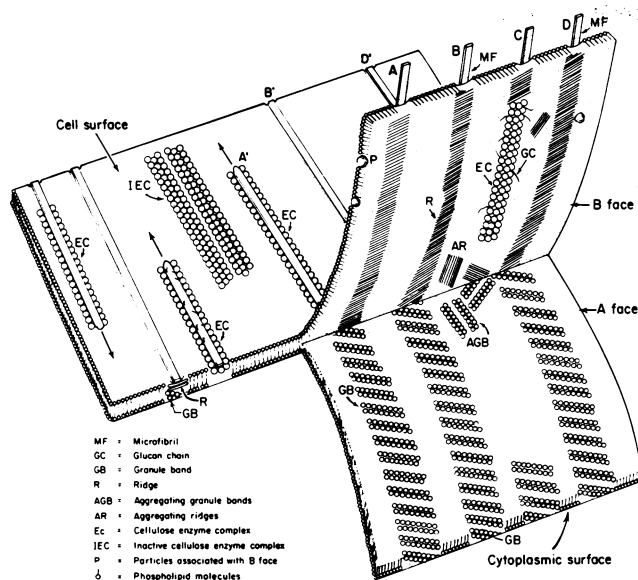 D'
A
B
MF
C
D
MF
B'
Cell surface
A'
IEC
EC
EC
EC
P
EC
GC
R
B face
AR
A face
AGB
GB
R
GB
GB
Cytoplasmic surface
MF = Microfibril
GC = Glucan chain
GB = Granule band
R = Ridge
AGB = Aggregating granule bands
AR = Aggregating ridges
Ec = Cellulose enzyme complex
IEC = Inactive cellulose enzyme complex
P = Particles associated with B face
= Phospholipid molecules